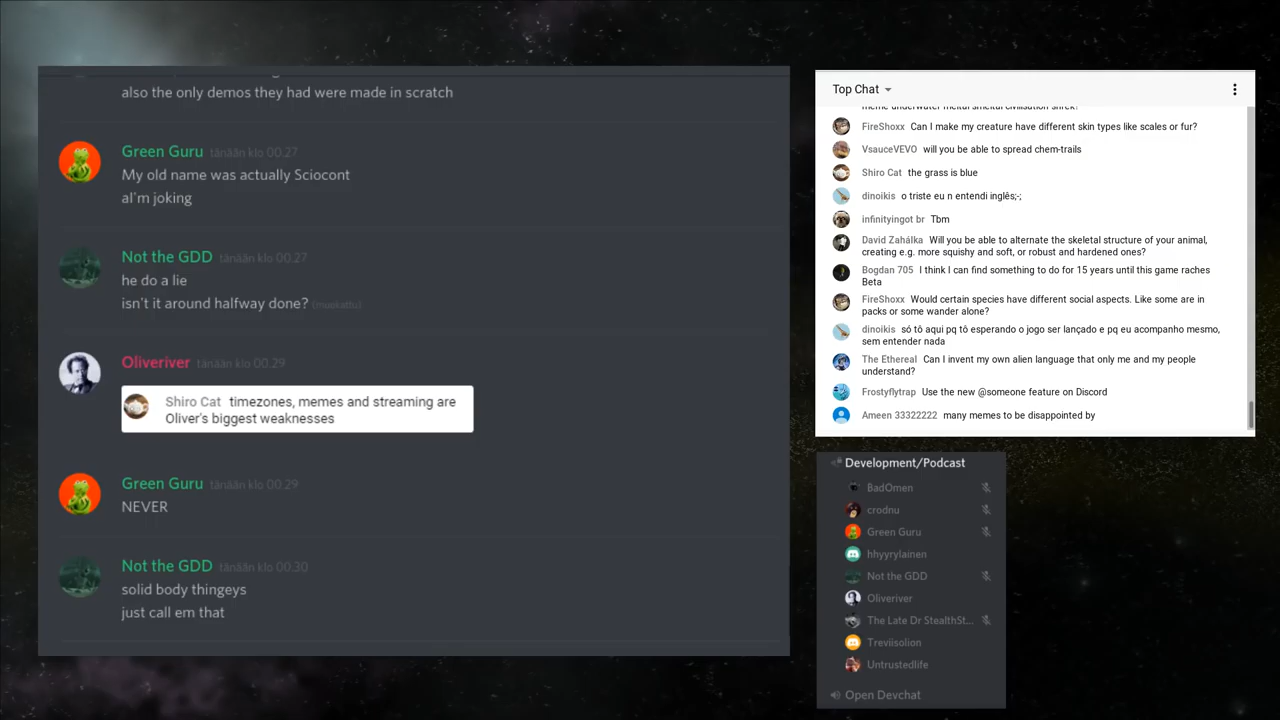 also the only demos they had were made in scratch
Green Guru tänään klo 00.27
My old name was actually Sciocont
al'm joking
Not the GDD tänään klo 00.27
he do a lie
isn't it around halfway done? (muokattu)
Oliveriver tänään klo 00.29
Shiro Cat timezones, memes and streaming are
Oliver's biggest weaknesses
Green Guru tänään klo 00.29
NEVER
Not the GDD tänään klo 00.30
solid body thingeys
just call em that
Top Chat
meme underwater meltal smeltal civilisation shrek!
FireShoxx Can I make my creature have different skin types like scales or fur?
VsauceVEVO will you be able to spread chem-trails
Shiro Cat the grass is blue
dinoikis o triste eu n entendi inglês;-;
infinityingot br Tbm
David Zahálka Will you be able to alternate the skeletal structure of your animal,
creating e.g. more squishy and soft, or robust and hardened ones?
Bogdan 705 I think I can find something to do for 15 years until this game raches
Beta
FireShoxx Would certain species have different social aspects. Like some are in
packs or some wander alone?
dinoikis só tô aqui pq tô esperando o jogo ser lançado e pq eu acompanho mesmo,
sem entender nada
The Ethereal Can I invent my own alien language that only me and my people
understand?
Frostyflytrap Use the new @someone feature on Discord
Ameen 33322222 many memes to be disappointed by
Development/Podcast
BadOmen
crodnu
Green Guru
hhyyrylainen
Not the GDD
Oliveriver
The Late Dr StealthSt...
Treviisolion
Untrustedlife
Open Devchat